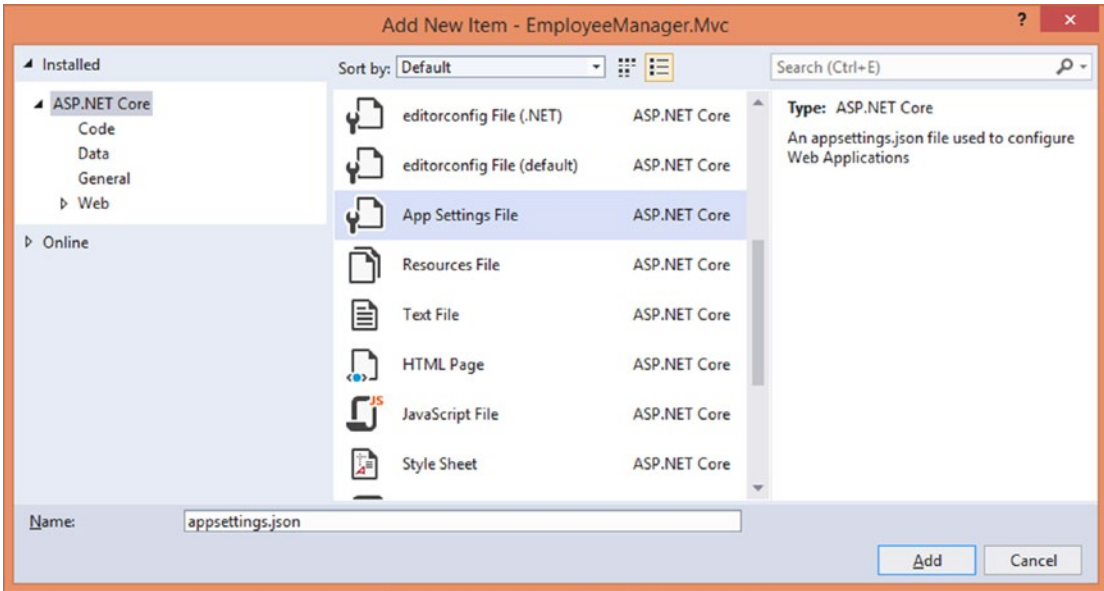 Add New Item - EmployeeManager.Mvc
?
×
Installed
Sort by: Default
Search (Ctrl+E)
ASP.NET Core
Code
Data
General
Web
Online
editorconfig File (.NET) ASP.NET Core
editorconfig File (default) ASP.NET Core
App Settings File ASP.NET Core
Resources File ASP.NET Core
Text File ASP.NET Core
HTML Page ASP.NET Core
JS
JavaScript File ASP.NET Core
Style Sheet ASP.NET Core
Type: ASP.NET Core
An appsettings.json file used to configure
Web Applications
Name: appsettings.json
Add Cancel